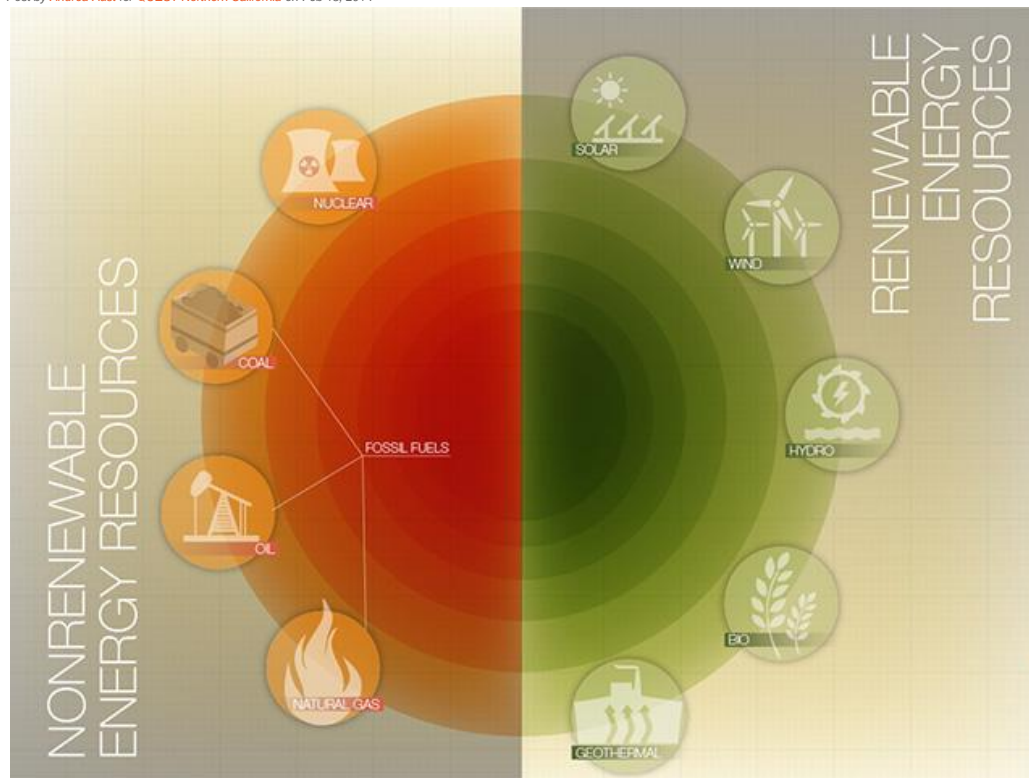 NONRENEWABLE
ENERGY RESOURCES
NUCLEAR
COAL
FOSSIL FUELS
OIL
NATURAL GAS
RENEWABLE
ENERGY
RESOURCES
SOLAR
WIND
HYDRO
BIO
GEOTHERMAL